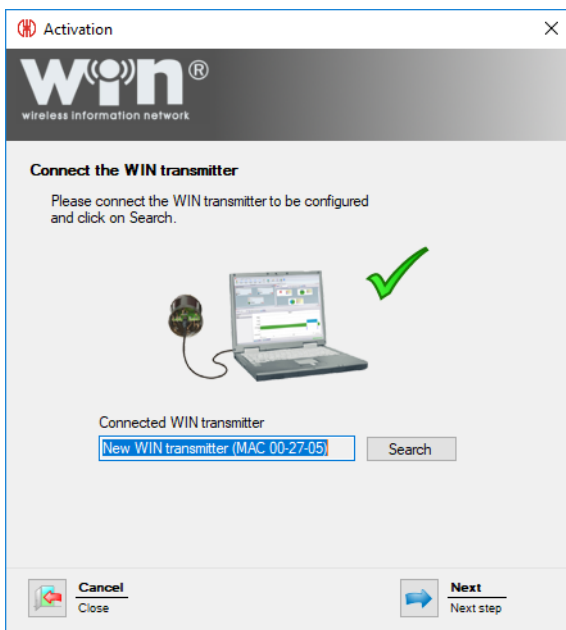 Activation
WiN®
wireless information network
Connect the WIN transmitter
Please connect the WIN transmitter to be configured
and click on Search.
Connected WIN transmitter
New WIN transmitter (MAC 00-27-05)
Search
Cancel
Close
Next
Next step